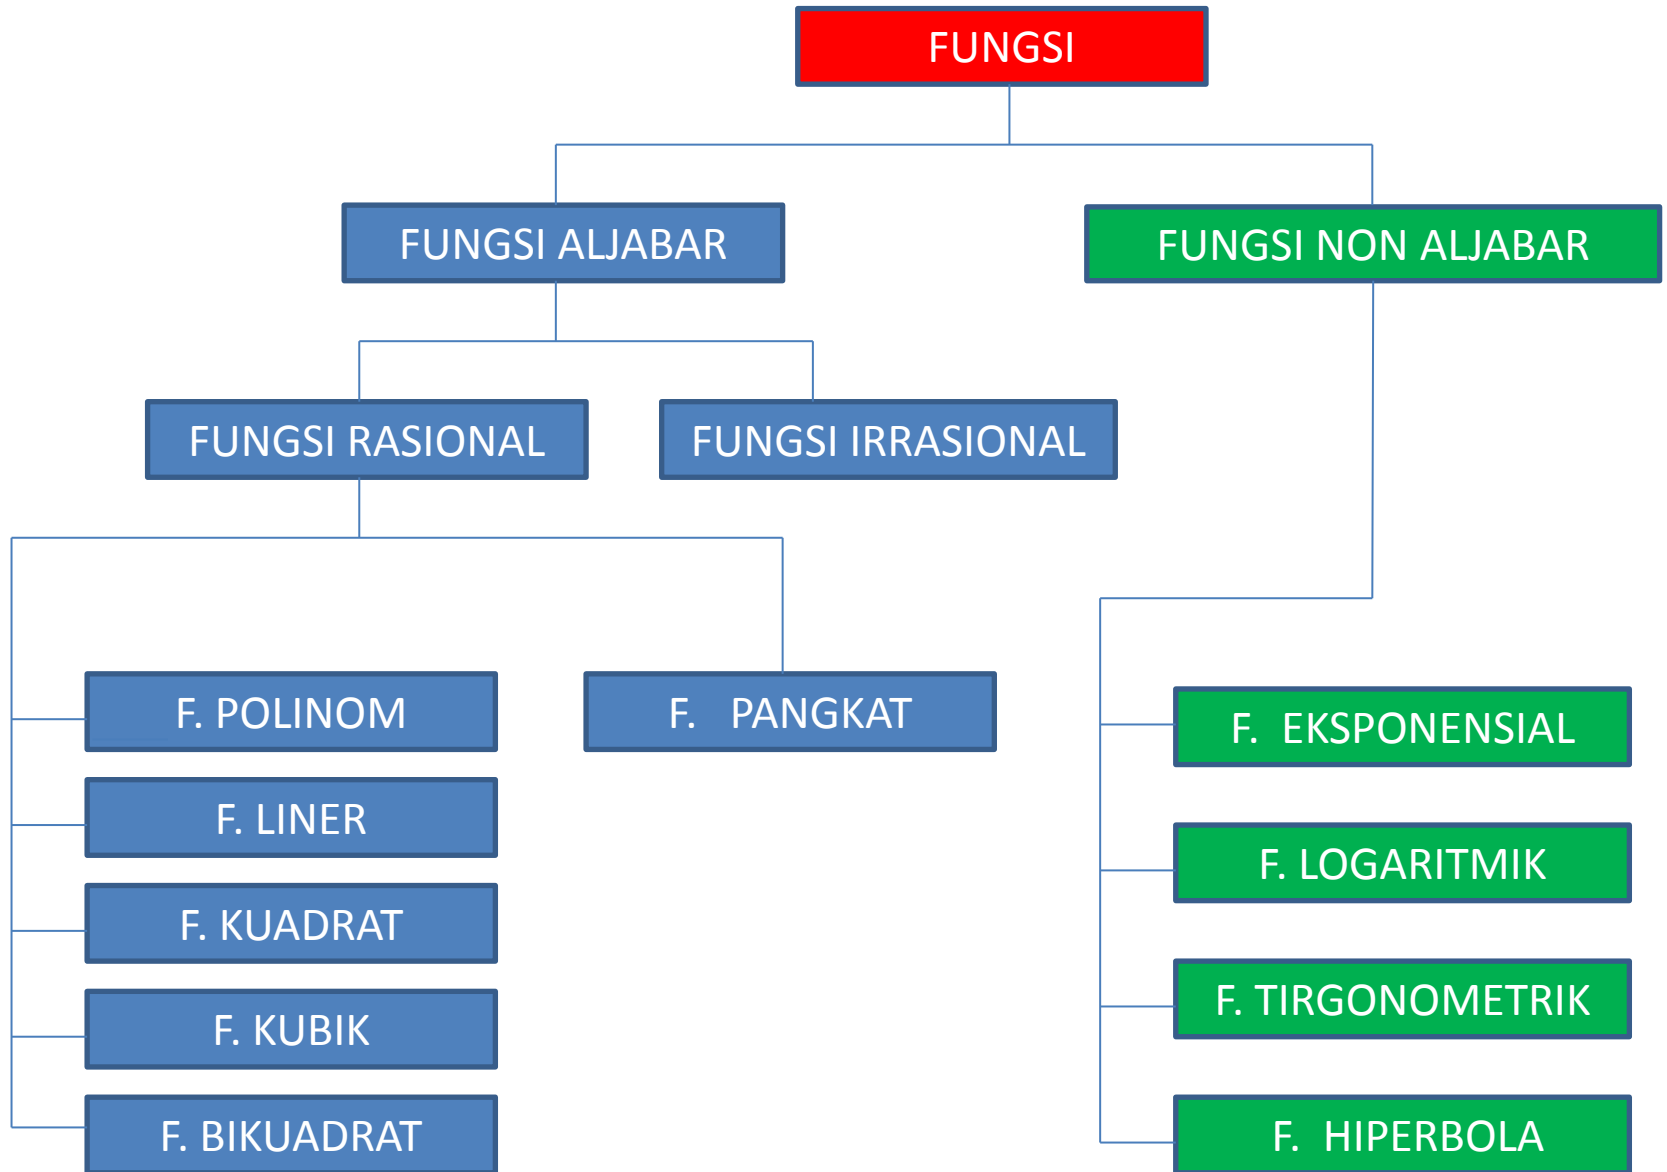 FUNGSI
FUNGSI ALJABAR
FUNGSI NON ALJABAR
FUNGSI RASIONAL
FUNGSI IRRASIONAL
F. POLINOM
F. PANGKAT
F. EKSPONENSIAL
F. LINER
F. LOGARITMIK
F. KUADRAT
F. TIRGONOMETRIK
F. KUBIK
F. BIKUADRAT
F. HIPERBOLA